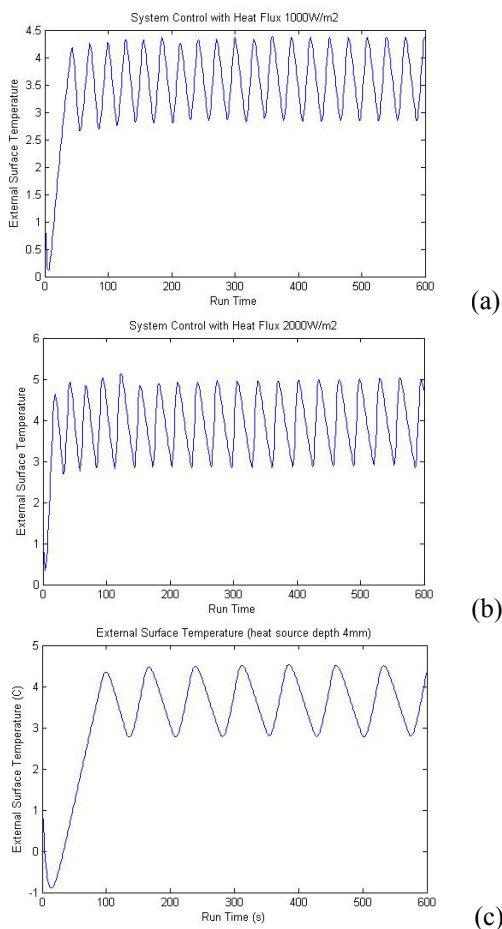 System Control with Heat Flux 1000W/m2
4.5
4
3.5
3
2.5
2
1.5
1
0.5
0
External Surface Temperature
0 100 200 300 400 500 600
Run Time
(a)
System Control with Heat Flux 2000W/m2
6
5
4
3
2
1
0
External Surface Temperature
0 100 200 300 400 500 600
Run Time
(b)
External Surface Temperature (heat source depth 4mm)
5
4
3
2
1
0
-1
External Surface Temperature (C)
0 100 200 300 400 500 600
Run Time (s)
(c)